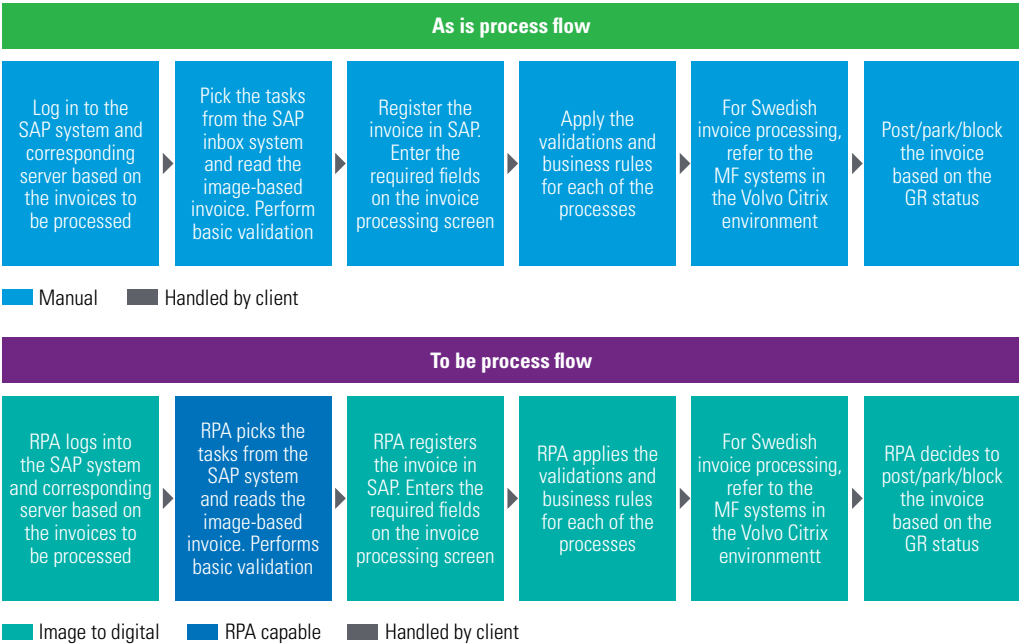 As is process flow
Log in to the
SAP system and
corresponding
server based on
the invoices to
be processed
Pick the tasks
from the SAP
inbox system
and read the
image-based
invoice. Perform
basic validation
Register the
invoice in SAP.
Enter the
required fields
on the invoice
processing screen
Apply the
validations and
business rules
for each of the
processes
For Swedish
invoice processing,
refer to the
MF systems in
the Volvo Citrix
environment
Post/park/block
the invoice
based on the
GR status
Manual
Handled by client
To be process flow
RPA logs into
the SAP system
and corresponding
server based on
the invoices to
be processed
RPA picks the
tasks from the
SAP system
and reads the
image-based
invoice. Performs
basic validation
RPA registers
the invoice in
SAP. Enters the
required fields
on the invoice
processing screen
RPA applies the
validations and
business rules
for each of the
processes
For Swedish
invoice processing,
refer to the
MF systems in
the Volvo Citrix
environmentt
RPA decides to
post/park/block
the invoice
based on the
GR status
Image to digital
RPA capable
Handled by client